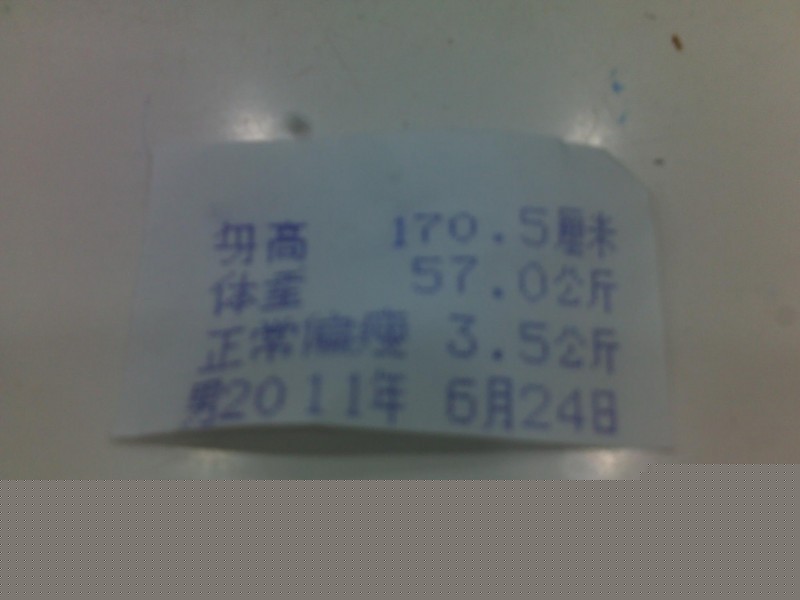 身高 170.5厘米
体重 57.0公斤
正常偏瘦 3.5公斤
男2011年 6月24日